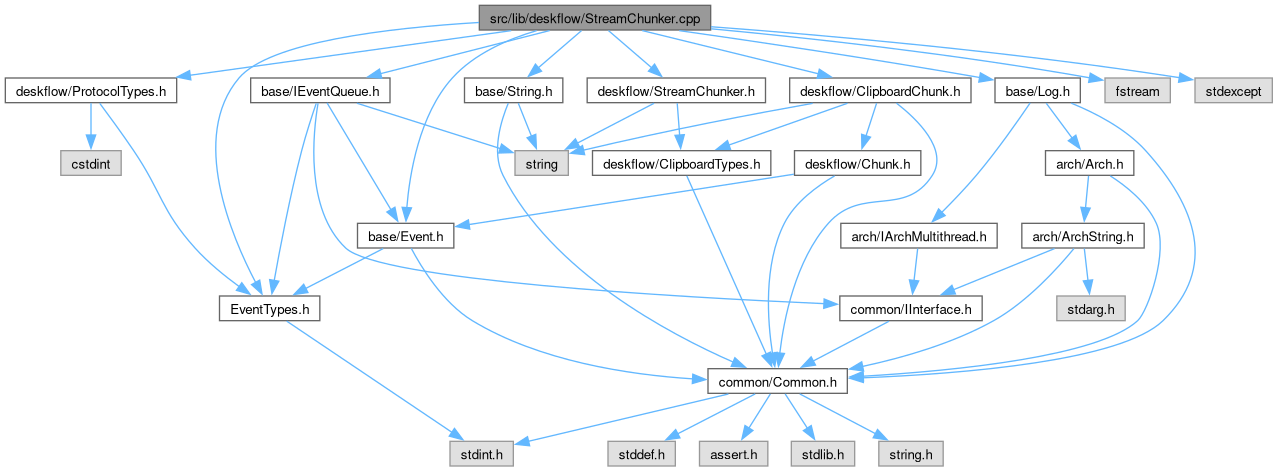 src/lib/deskflow/StreamChunker.cpp
deskflow/ProtocolTypes.h
base/IEventQueue.h
base/String.h
deskflow/StreamChunker.h
deskflow/ClipboardChunk.h
base/Log.h
fstream
stdexcept
cstdint
string
deskflow/ClipboardTypes.h
deskflow/Chunk.h
arch/Arch.h
base/Event.h
arch/IArchMultithread.h
arch/ArchString.h
EventTypes.h
common/IInterface.h
stdarg.h
common/Common.h
stdint.h
stddef.h
assert.h
stdlib.h
string.h